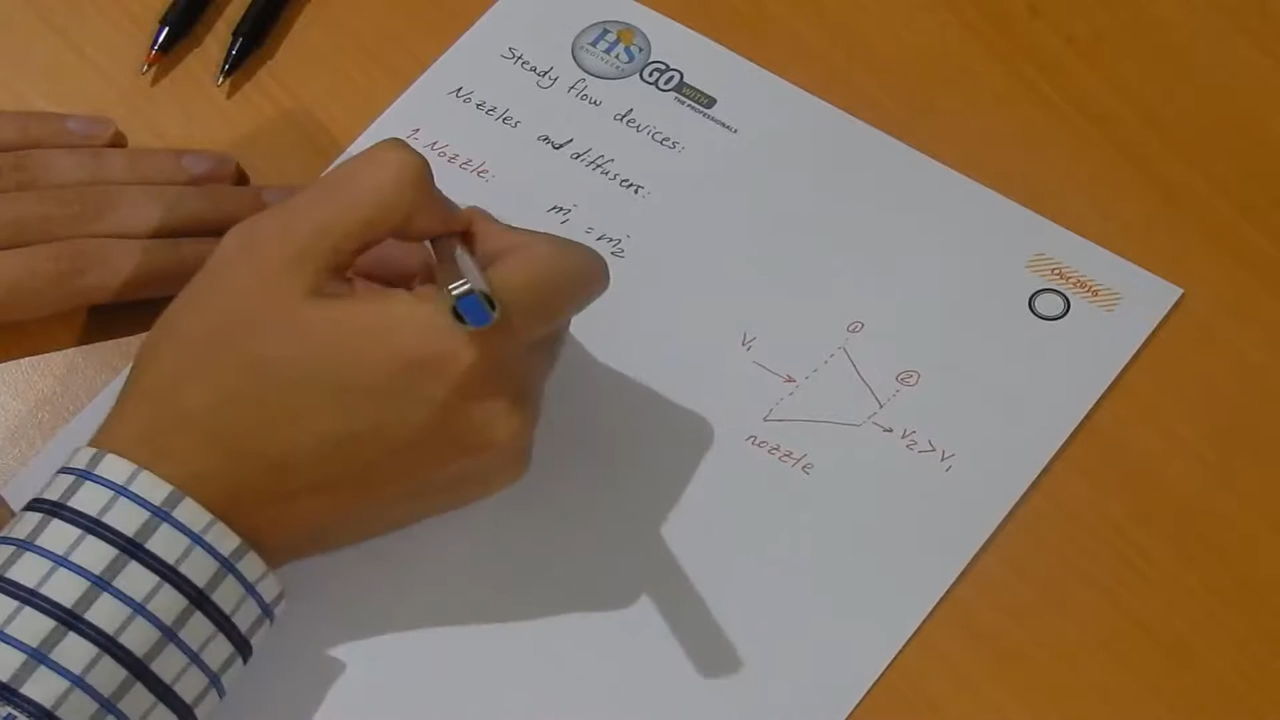 HS
ENGINEERS
GO WITH
THE PROFESSIONALS
Steady flow devices:
Nozzles and diffusers:
1- Nozzle:
ṁ₁ = ṁ₂
①
V₁
②
V₂ > V₁
nozzle